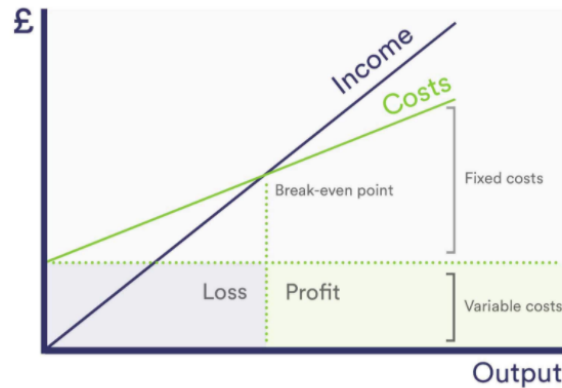 £
Income
Costs
Fixed costs
Break-even point
Loss
Profit
Variable costs
Output